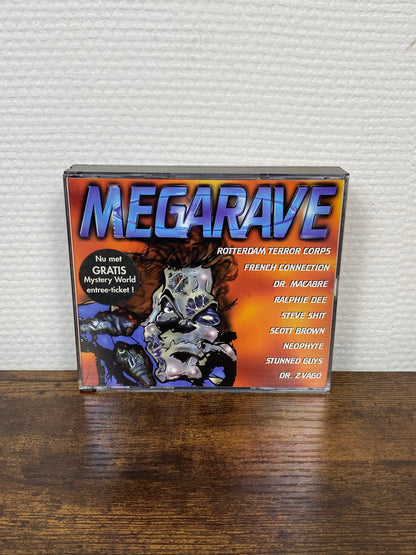 MEGARAVE
Nu met
GRATIS
Mystery World
entree-ticket !
ROTTERDAM TERROR CORPS
FRENCH CONNECTION
DR. MACABRE
RALPHIE DEE
STEVE SHIT
SCOTT BROWN
NEOPHYTE
STUNNED GUYS
DR. Z-VAGO